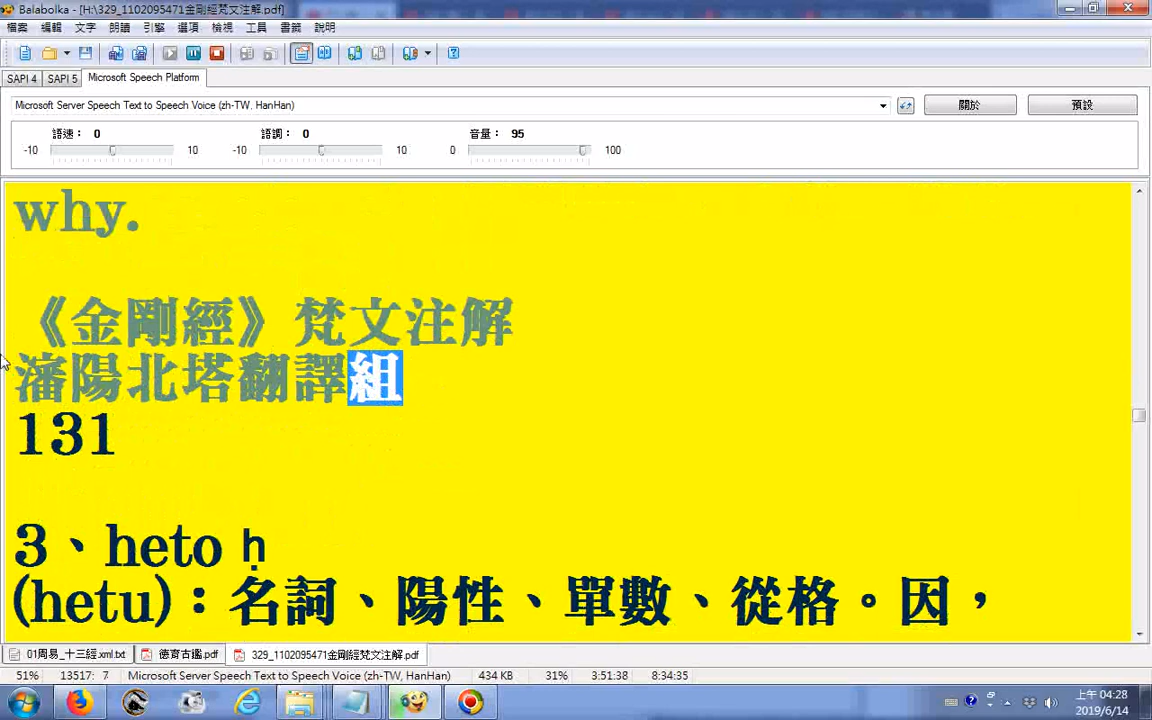 Balabolka - [H:\329_1102095471金剛經梵文注解.pdf]
檔案 編輯 文字 朗讀 引擎 選項 檢視 工具 書籤 說明
SAPI 4 SAPI 5 Microsoft Speech Platform
Microsoft Server Speech Text to Speech Voice (zh-TW, HanHan)
關於 預設
語速： 0 語調： 0 音量： 95
-10 10 -10 10 0 100
why.
《金剛經》梵文注解
瀋陽北塔翻譯組
131
3、heto ḥ
(hetu)：名詞、陽性、單數、從格。因，
01周易_十三經.xml.txt 德育古鑑.pdf 329_1102095471金剛經梵文注解.pdf
51% 13517: 7 Microsoft Server Speech Text to Speech Voice (zh-TW, HanHan) 434 KB 31% 3:51:38 8:34:35
上午 04:28
2019/6/14